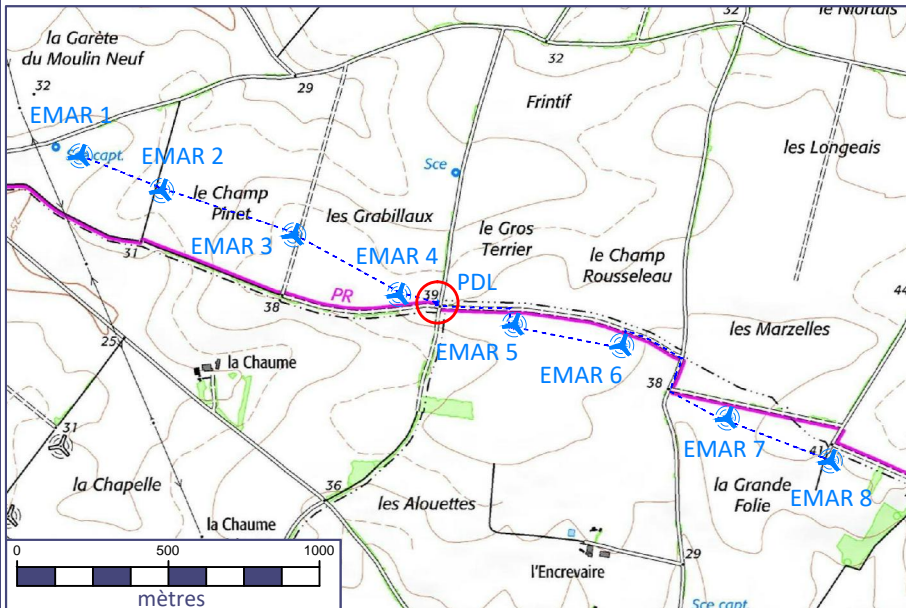 32
le Niortais
la Garète
du Moulin Neuf
32
29
32
Frintif
EMAR 1
Sce capt.
EMAR 2
Sce
les Longeais
le Champ
Pinet
les Grabillaux
le Gros
Terrier
le Champ
Rousseleau
EMAR 3
EMAR 4
31
PR
38
39
PDL
44
25
la Chaume
EMAR 5
EMAR 6
les Marzelles
38
31
EMAR 7
41
la Chapelle
36
les Alouettes
la Grande
Folie
EMAR 8
la Chaume
29
l'Encrevaire
Sce capt.
0
500
1000
mètres
25